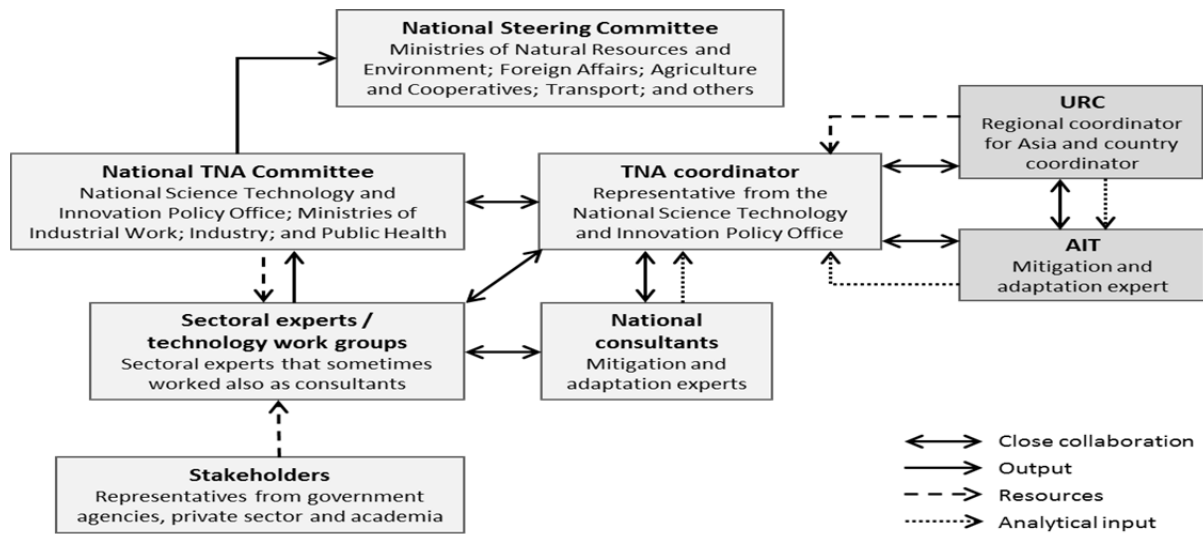 National Steering Committee
Ministries of Natural Resources and
Environment; Foreign Affairs; Agriculture
and Cooperatives; Transport; and others
URC
Regional coordinator
for Asia and country
coordinator
National TNA Committee
National Science Technology and
Innovation Policy Office; Ministries of
Industrial Work; Industry; and Public Health
TNA coordinator
Representative from the
National Science Technology
and Innovation Policy Office
AIT
Mitigation and
adaptation expert
Sectoral experts /
technology work groups
Sectoral experts that sometimes
worked also as consultants
National
consultants
Mitigation and
adaptation experts
Stakeholders
Representatives from government
agencies, private sector and academia
Close collaboration
Output
Resources
Analytical input